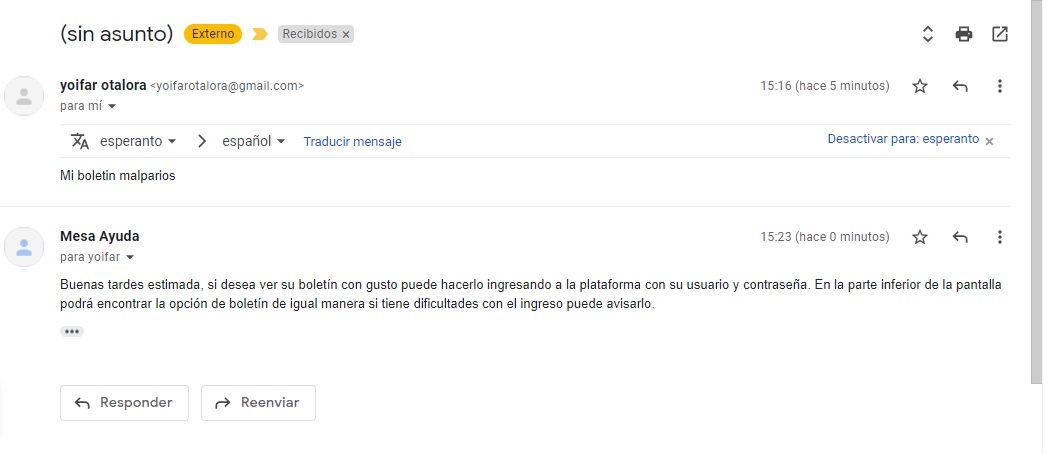 (sin asunto) Externo Recibidos ×
yoifar otalora <yoifarotalora@gmail.com> 15:16 (hace 5 minutos)
para mí
esperanto español Traducir mensaje Desactivar para: esperanto ×
Mi boletin malparios
Mesa Ayuda 15:23 (hace 0 minutos)
para yoifar
Buenas tardes estimada, si desea ver su boletín con gusto puede hacerlo ingresando a la plataforma con su usuario y contraseña. En la parte inferior de la pantalla
podrá encontrar la opción de boletín de igual manera si tiene dificultades con el ingreso puede avisarlo.
Responder Reenviar